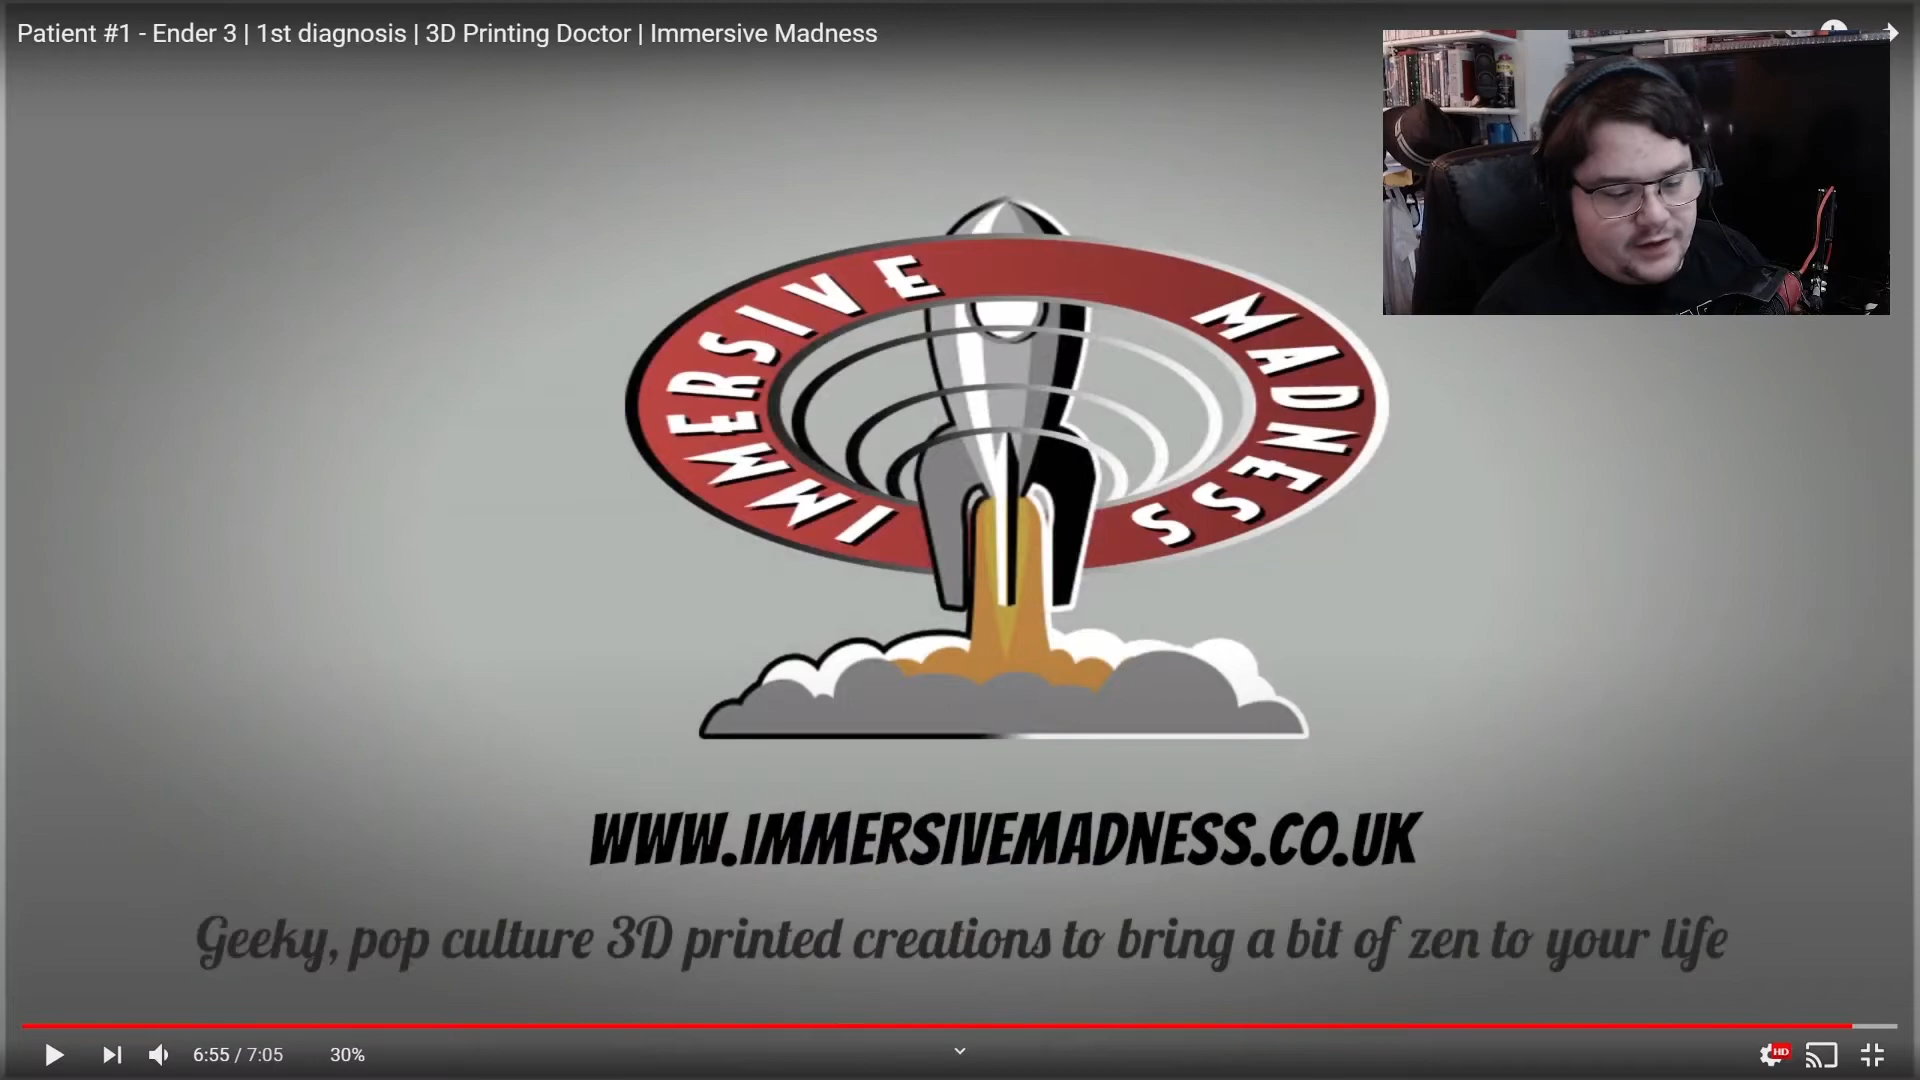 Patient #1 - Ender 3 | 1st diagnosis | 3D Printing Doctor | Immersive Madness
IMMERSIVE MADNESS
WWW.IMMERSIVEMADNESS.CO.UK
Geeky, pop culture 3D printed creations to bring a bit of zen to your life
6:55 / 7:05
30%
HD